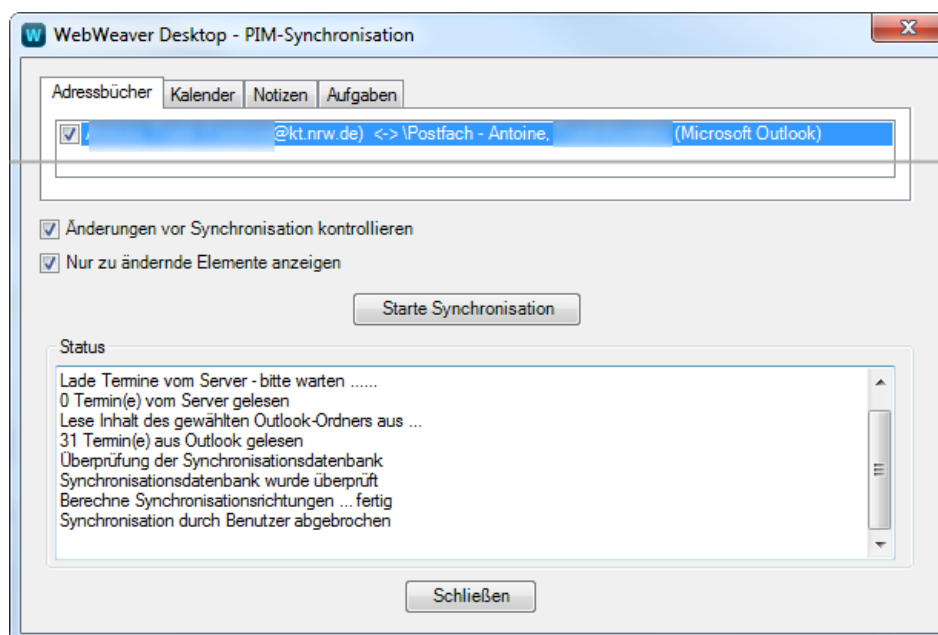 W WebWeaver Desktop - PIM-Synchronisation
Adressbücher Kalender Notizen Aufgaben
@kt.nrw.de) <-> \Postfach - Antoine, (Microsoft Outlook)
Änderungen vor Synchronisation kontrollieren
Nur zu ändernde Elemente anzeigen
Starte Synchronisation
Status
Lade Termine vom Server - bitte warten ......
0 Termin(e) vom Server gelesen
Lese Inhalt des gewählten Outlook-Ordners aus ...
31 Termin(e) aus Outlook gelesen
Überprüfung der Synchronisationsdatenbank
Synchronisationsdatenbank wurde überprüft
Berechne Synchronisationsrichtungen ... fertig
Synchronisation durch Benutzer abgebrochen
Schließen